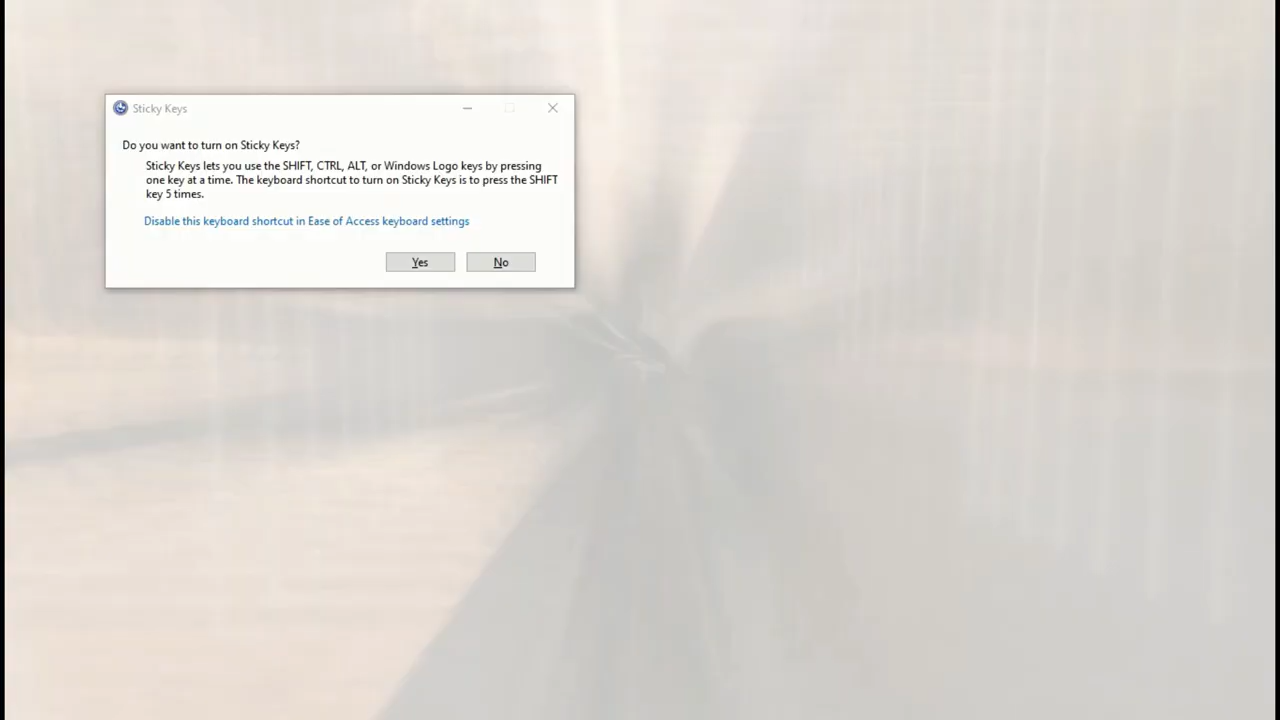 Sticky Keys
Do you want to turn on Sticky Keys?
Sticky Keys lets you use the SHIFT, CTRL, ALT, or Windows Logo keys by pressing
one key at a time. The keyboard shortcut to turn on Sticky Keys is to press the SHIFT
key 5 times.
Disable this keyboard shortcut in Ease of Access keyboard settings
Yes No